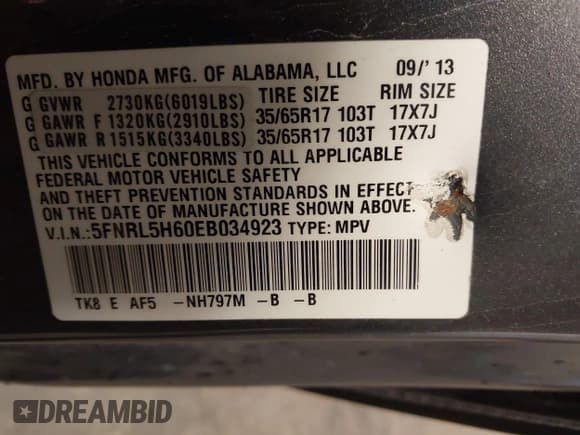 MFD. BY HONDA MFG. OF ALABAMA, LLC 09/'13
G GVWR 2730KG(6019LBS) TIRE SIZE RIM SIZE
G GAWR F 1320KG(2910LBS) 35/65R17 103T 17X7J
G GAWR R 1515KG(3340LBS) 35/65R17 103T 17X7J
THIS VEHICLE CONFORMS TO ALL APPLICABLE
FEDERAL MOTOR VEHICLE SAFETY
AND THEFT PREVENTION STANDARDS IN EFFECT
ON THE DATE OF MANUFACTURE SHOWN ABOVE.
V.I.N.:5FNRL5H60EB034923 TYPE: MPV
TK8 E AF5 -NH797M -B -B
DREAMBID